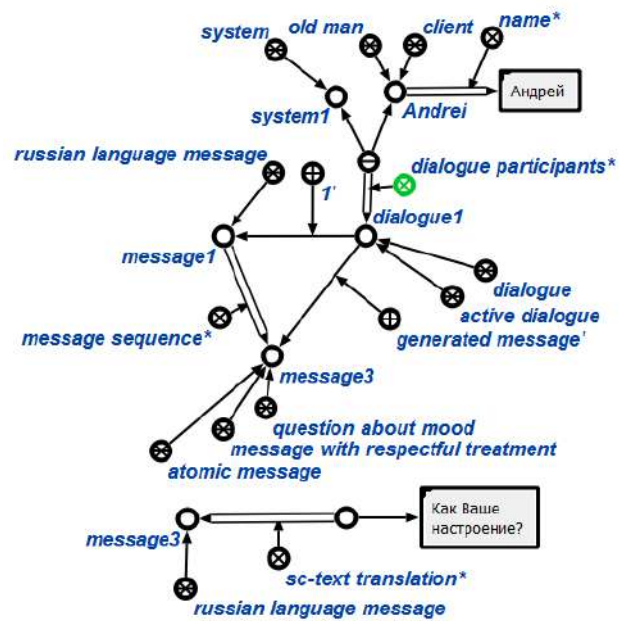 system
old man
client
name*
Андрей
system1
Andrei
russian language message
1'
dialogue participants*
dialogue1
message1
dialogue
active dialogue
message sequence*
generated message'
message3
question about mood
message with respectful treatment
atomic message
Как Ваше
настроение?
message3
sc-text translation*
russian language message